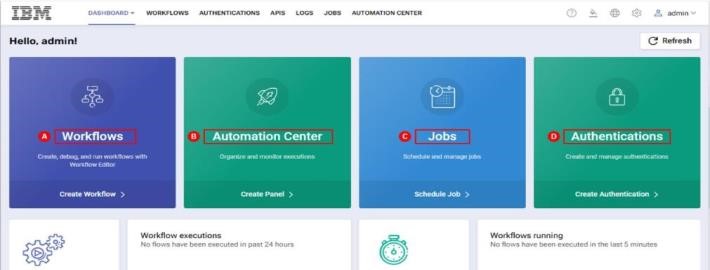 IBM DASHBOARD WORKFLOWS AUTHENTICATIONS APIS LOGS JOBS AUTOMATION CENTER admin
Hello, admin! Refresh
A Workflows
Create, debug, and run workflows with
Workflow Editor
Create Workflow >
B Automation Center
Organize and monitor executions
Create Panel >
C Jobs
Schedule and manage jobs
Schedule Job >
D Authentications
Create and manage authentications
Create Authentication >
Workflow executions
No flows have been executed in past 24 hours
Workflows running
No flows have been executed in the last 5 minutes